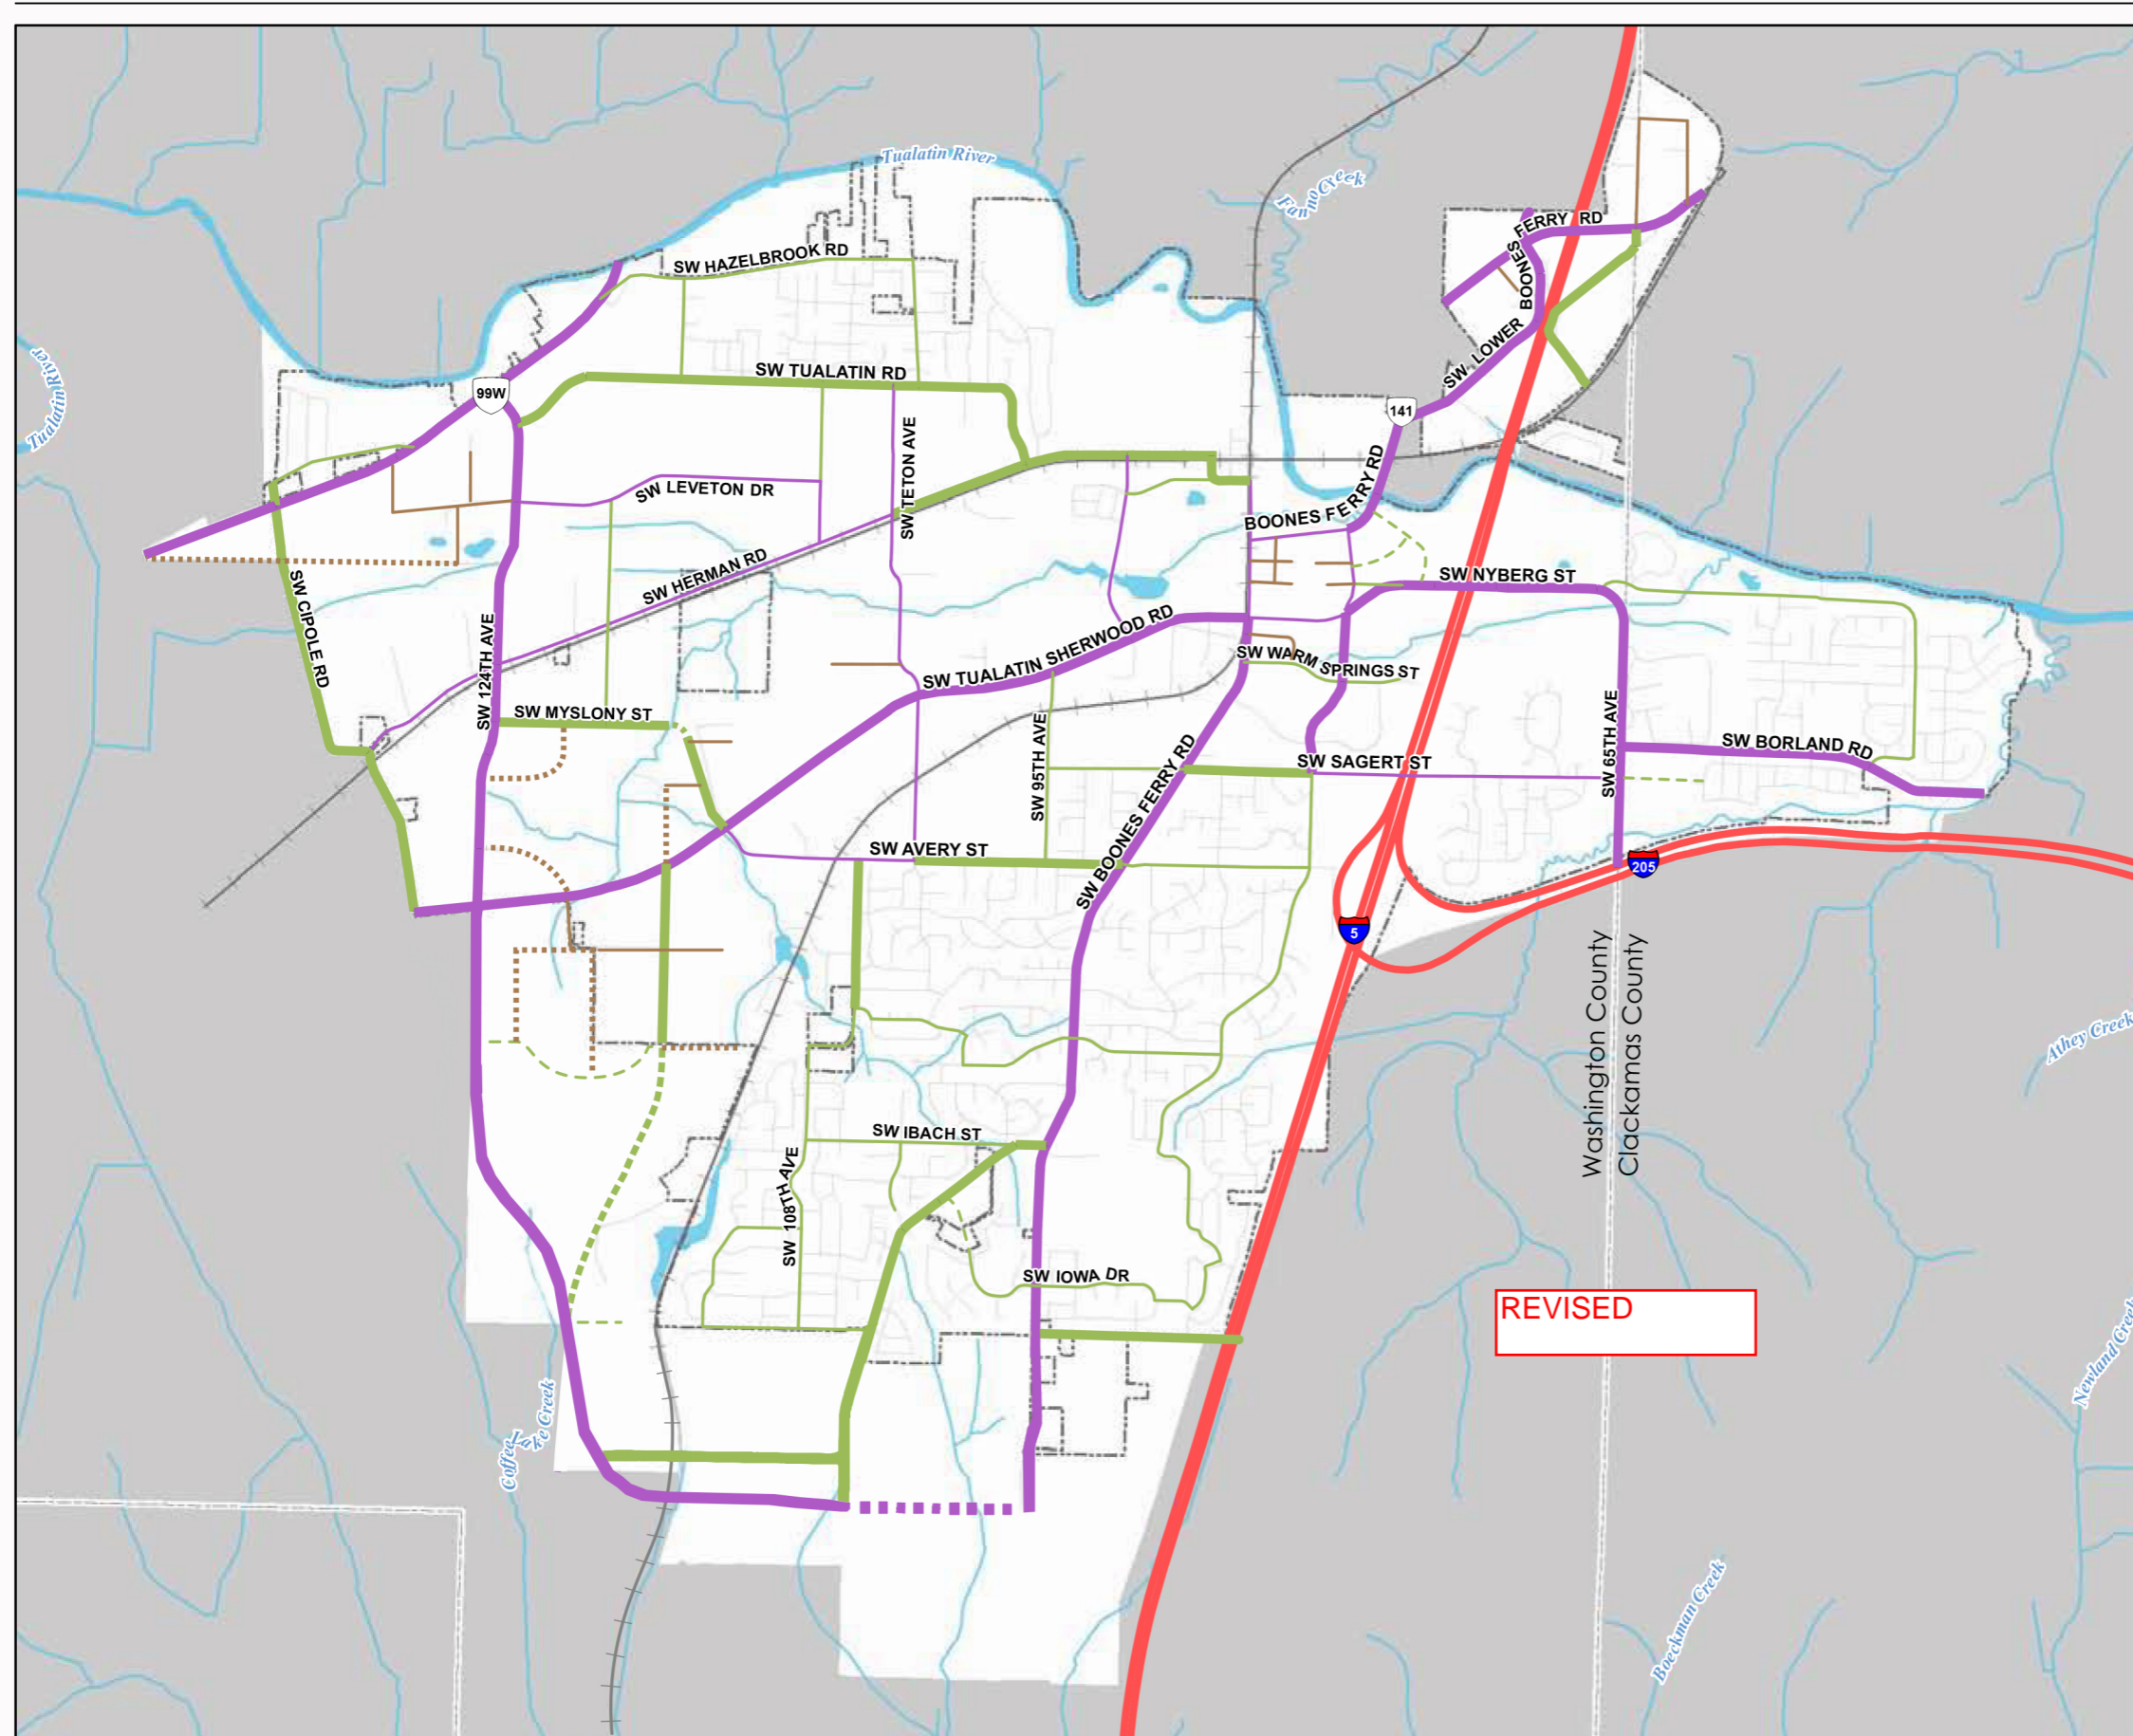 Tualatin River
Fanno Creek
FERRY RD
BOONES
SW HAZELBROOK RD
SW LOWER
Tualatin River
SW TUALATIN RD
99W
141
SW TETON AVE
BOONES FERRY RD
SW LEVETON DR
SW HERMAN RD
SW NYBERG ST
SW CIPOLE RD
SW 124TH AVE
SW TUALATIN SHERWOOD RD
SW WARM SPRINGS ST
SW MYSLONY ST
SW 95TH AVE
SW BOONES FERRY RD
SW SAGERT ST
SW 65TH AVE
SW BORLAND RD
SW AVERY ST
205
5
Washington County
Clackamas County
Athey Creek
SW IBACH ST
SW 108TH AVE
SW IOWA DR
REVISED
Newland Creek
Coffee Lake Creek
Boeckman Creek